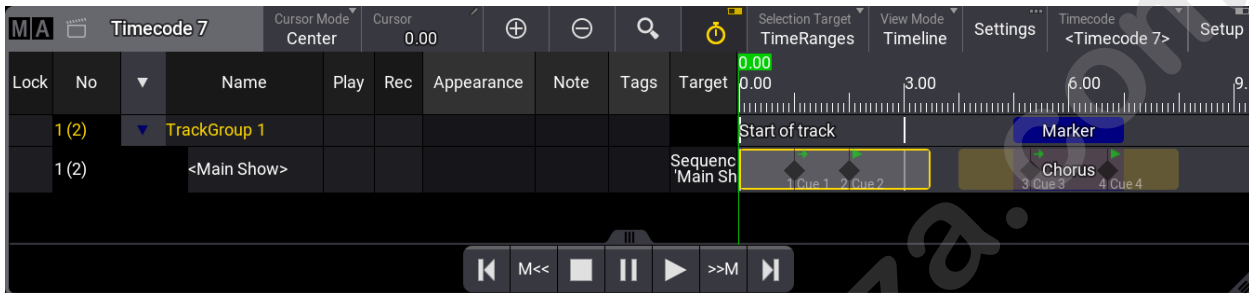 MA Timecode 7 Cursor Mode Cursor Selection Target View Mode Timecode
Center 0.00 TimeRanges Timeline Settings <Timecode 7> Setup
0.00
Lock No Name Play Rec Appearance Note Tags Target 0.00 3.00 6.00 9.
1 (2) TrackGroup 1 Start of track Marker
1 (2) <Main Show> Sequenc
'Main Sh Chorus
1 Cue 1 2 Cue 2 3 Cue 3 4 Cue 4
M<< >>M